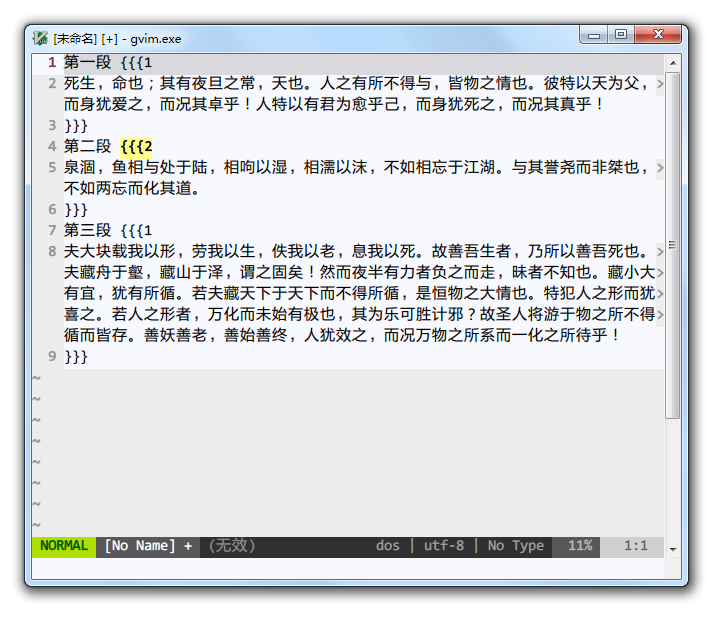 [未命名] [+] - gvim.exe
1 第一段 {{{1
2 死生，命也；其有夜旦之常，天也。人之有所不得与，皆物之情也。彼特以天为父，>
而身犹爱之，而况其卓乎！人特以有君为愈乎己，而身犹死之，而况其真乎！
3 }}}
4 第二段 {{{2
5 泉涸，鱼相与处于陆，相呴以湿，相濡以沫，不如相忘于江湖。与其誉尧而非桀也，>
不如两忘而化其道。
6 }}}
7 第三段 {{{1
8 夫大块载我以形，劳我以生，佚我以老，息我以死。故善吾生者，乃所以善吾死也。>
夫藏舟于壑，藏山于泽，谓之固矣！然而夜半有力者负之而走，昧者不知也。藏小大>
有宜，犹有所循。若夫藏天下于天下而不得所循，是恒物之大情也。特犯人之形而犹>
喜之。若人之形者，万化而未始有极也，其为乐可胜计邪？故圣人将游于物之所不得>
循而皆存。善妖善老，善始善终，人犹效之，而况万物之所系而一化之所待乎！
9 }}}
~
~
~
~
~
~
~
~
NORMAL [No Name] + (无效) dos | utf-8 | No Type 11% 1:1